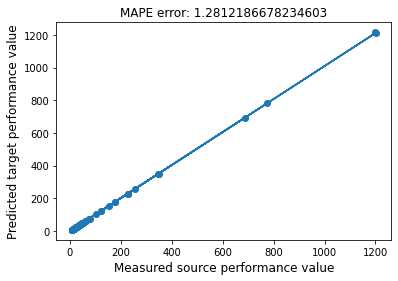 MAPE error: 1.2812186678234603
Predicted target performance value
1200
1000
800
600
400
200
0
0 200 400 600 800 1000 1200
Measured source performance value